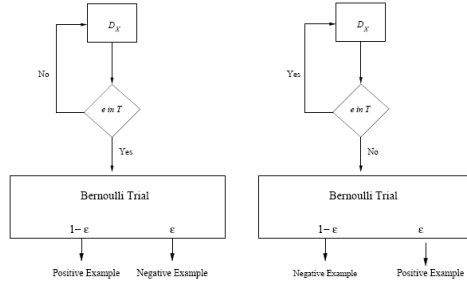 D_X
No
e in T
Yes
Bernoulli Trial
1− ε
ε
Positive Example
Negative Example
D_X
Yes
e in T
No
Bernoulli Trial
1− ε
ε
Negative Example
Positive Example